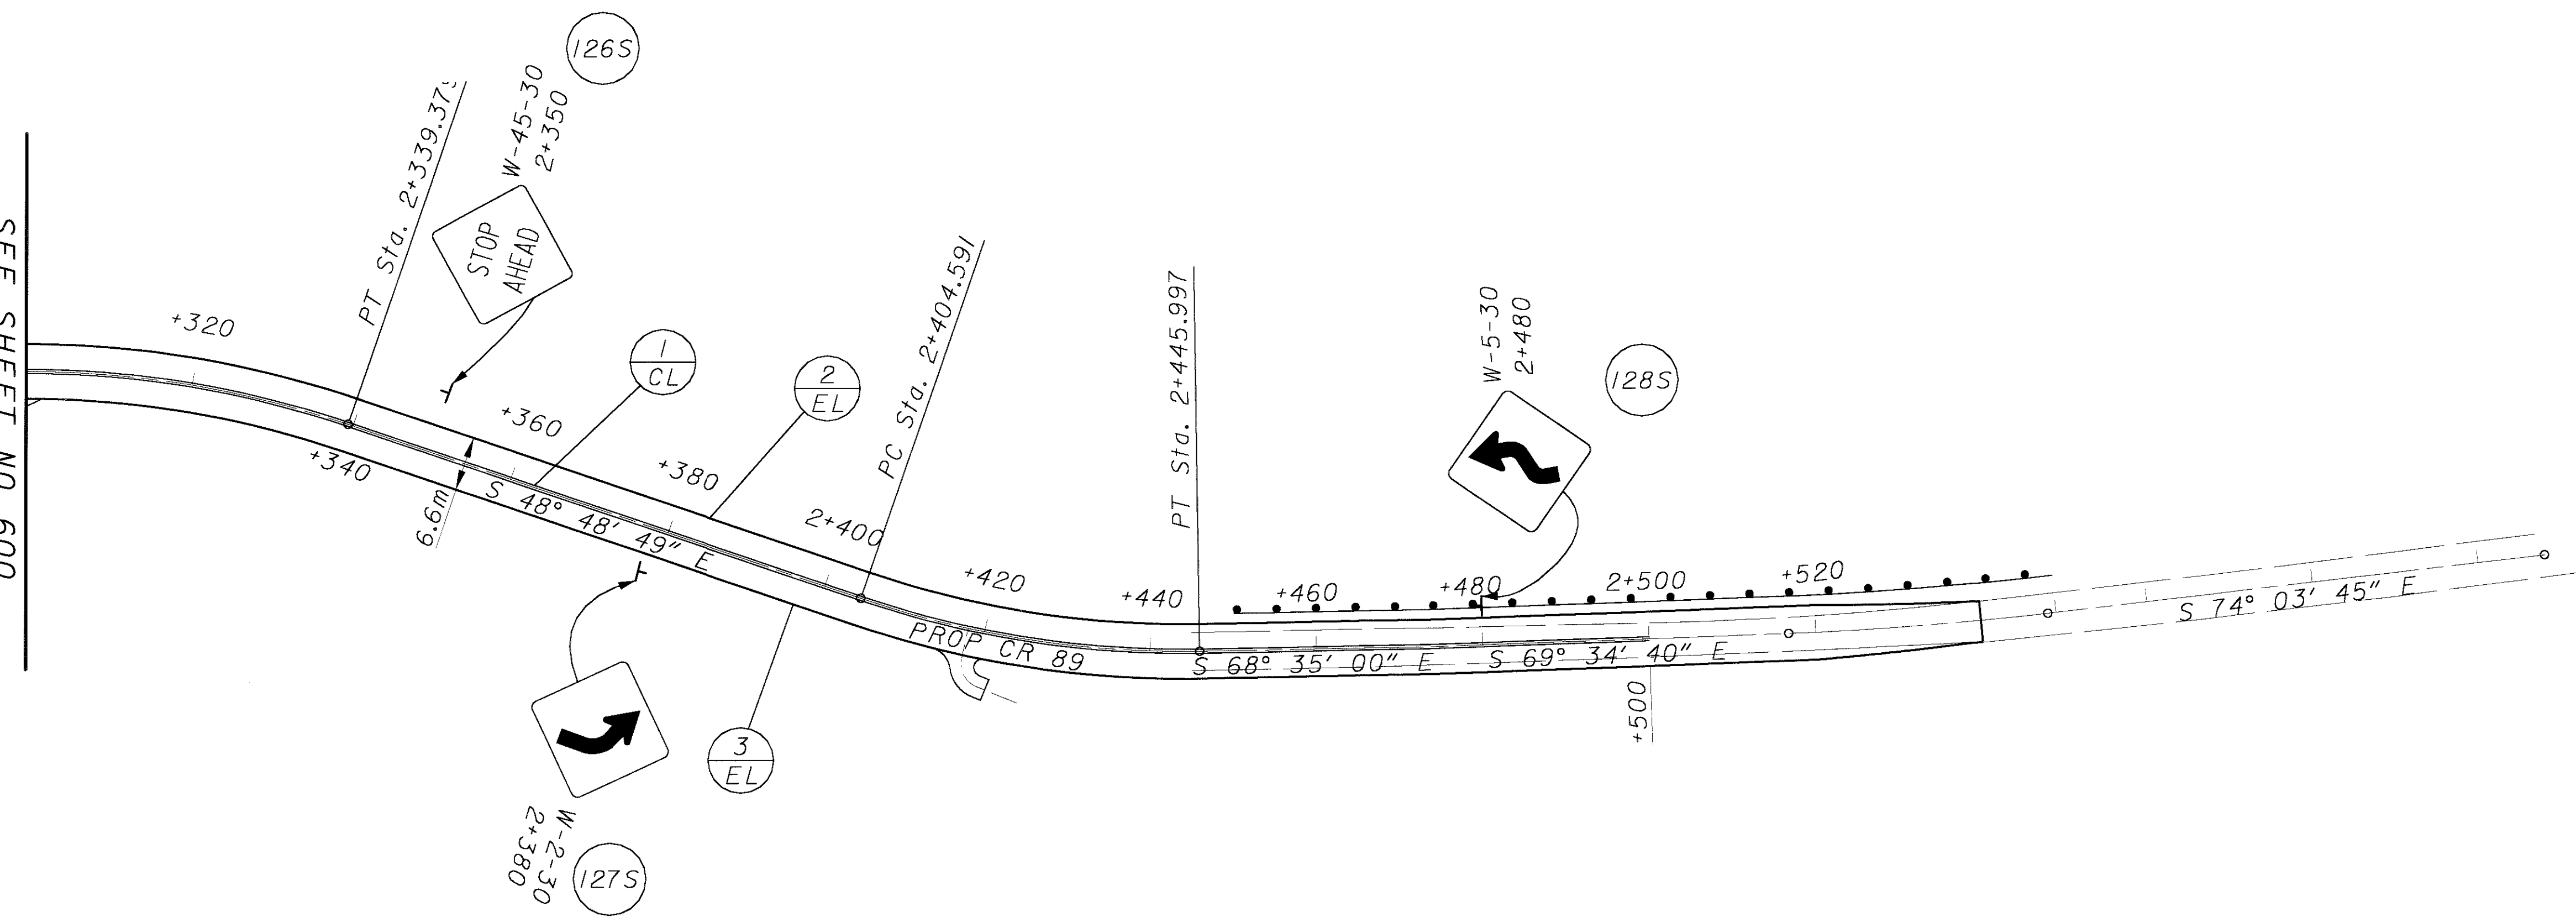 SEE SHEET NO 600
+320
PT Sta. 2+339.379
+340
126S
W-45-30
2+350
STOP
AHEAD
1
CL
2
EL
+360
+380
2+400
PC Sta. 2+404.591
6.6m
S 48° 48' 49" E
127S
W-2-30
2+380
3
EL
PROP CR 89
+420
+440
PT Sta. 2+445.997
+460
+480
2+500
+520
W-5-30
2+480
128S
S 68° 35' 00" E
S 69° 34' 40" E
+500
S 74° 03' 45" E